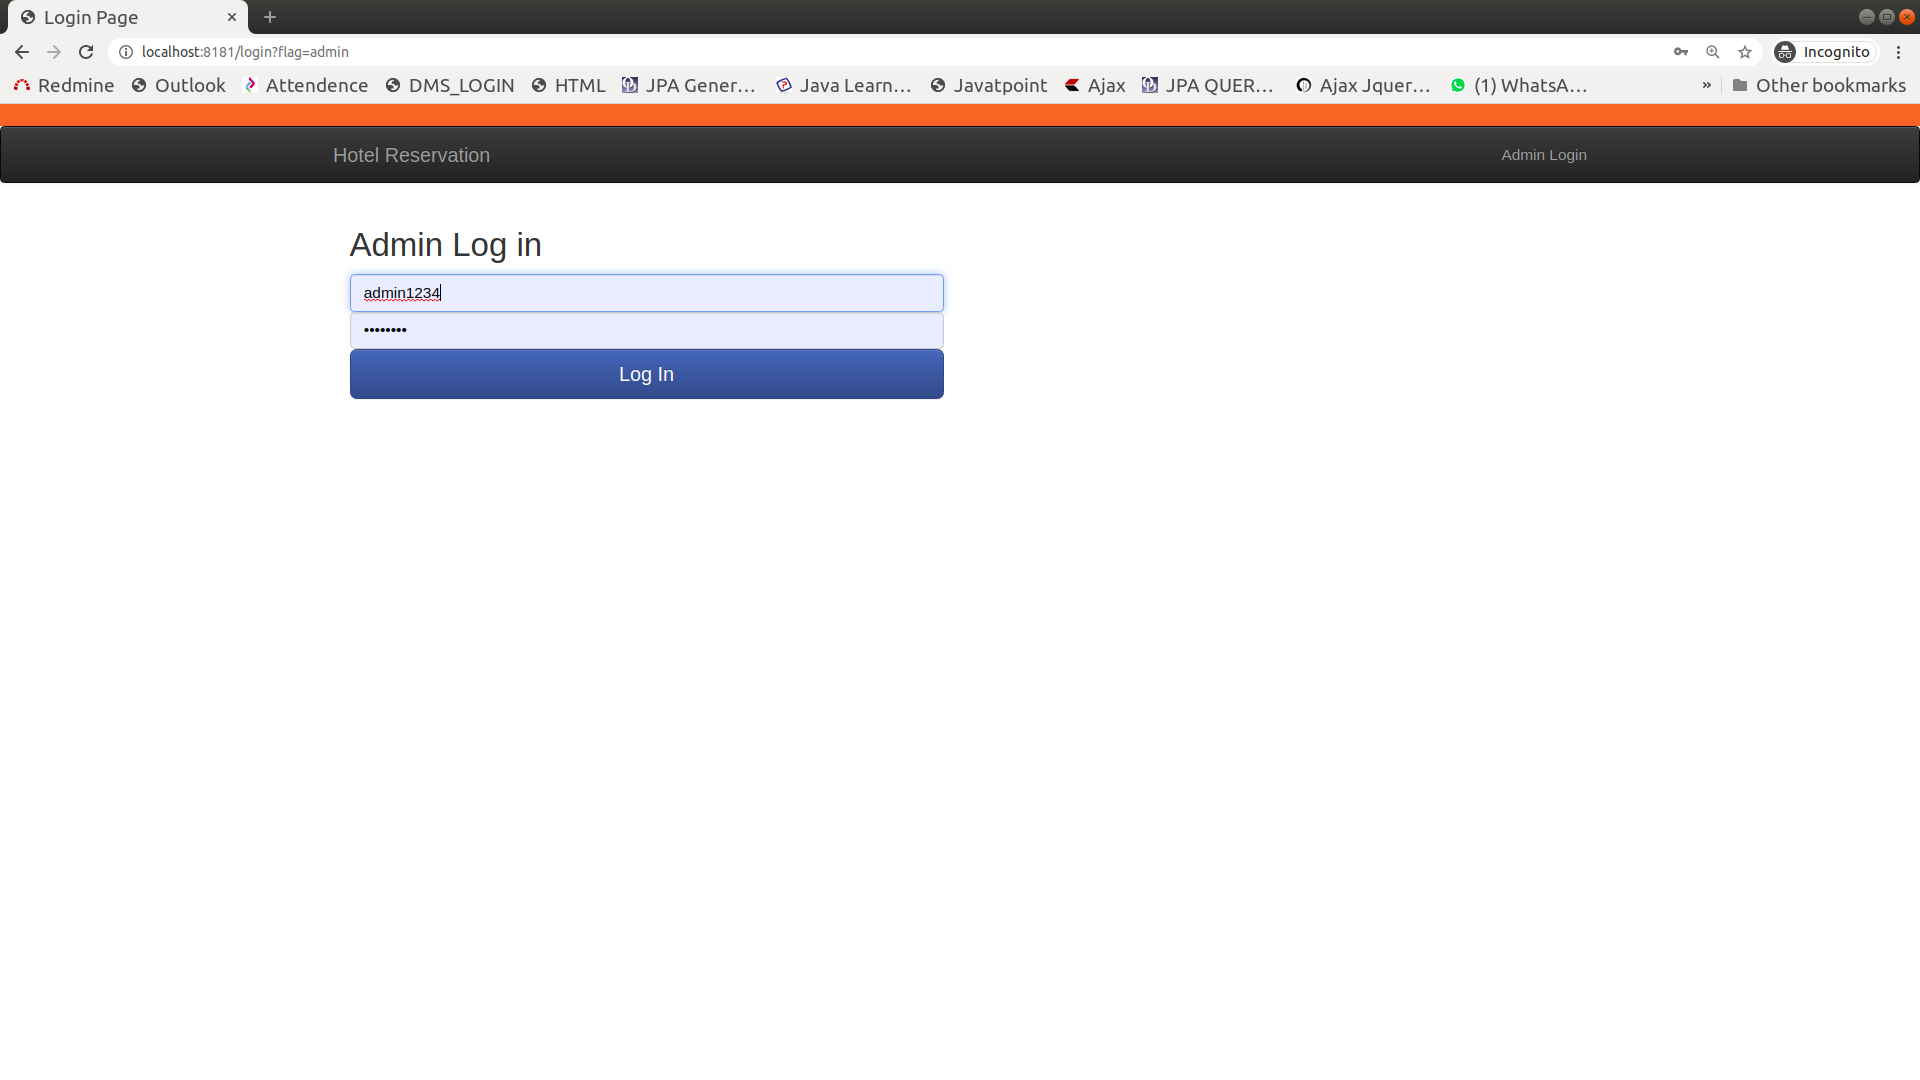 Login Page
localhost:8181/login?flag=admin
Incognito
Redmine Outlook Attendence DMS_LOGIN HTML JPA Gener… Java Learn… Javatpoint Ajax JPA QUER… Ajax Jquer… (1) WhatsA… » Other bookmarks
Hotel Reservation
Admin Login
Admin Log in
admin1234
••••••••
Log In